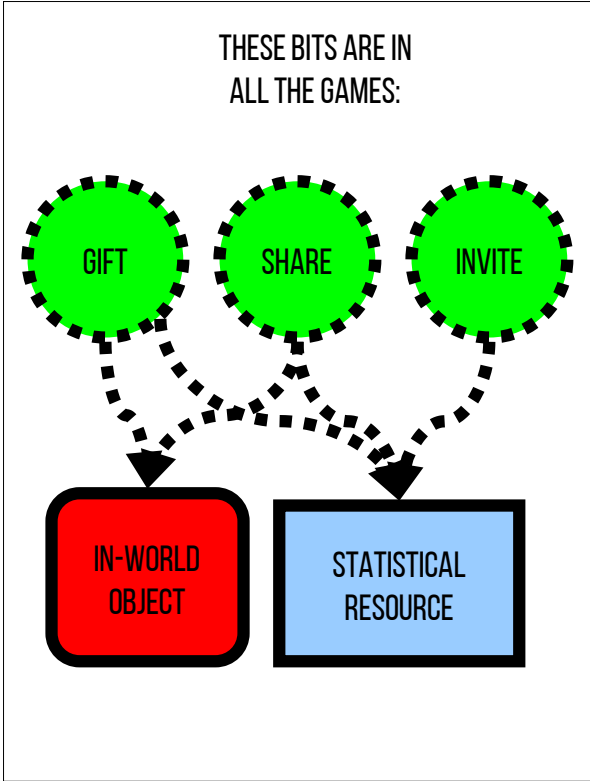 THESE BITS ARE IN
ALL THE GAMES:
GIFT
SHARE
INVITE
IN-WORLD
OBJECT
STATISTICAL
RESOURCE